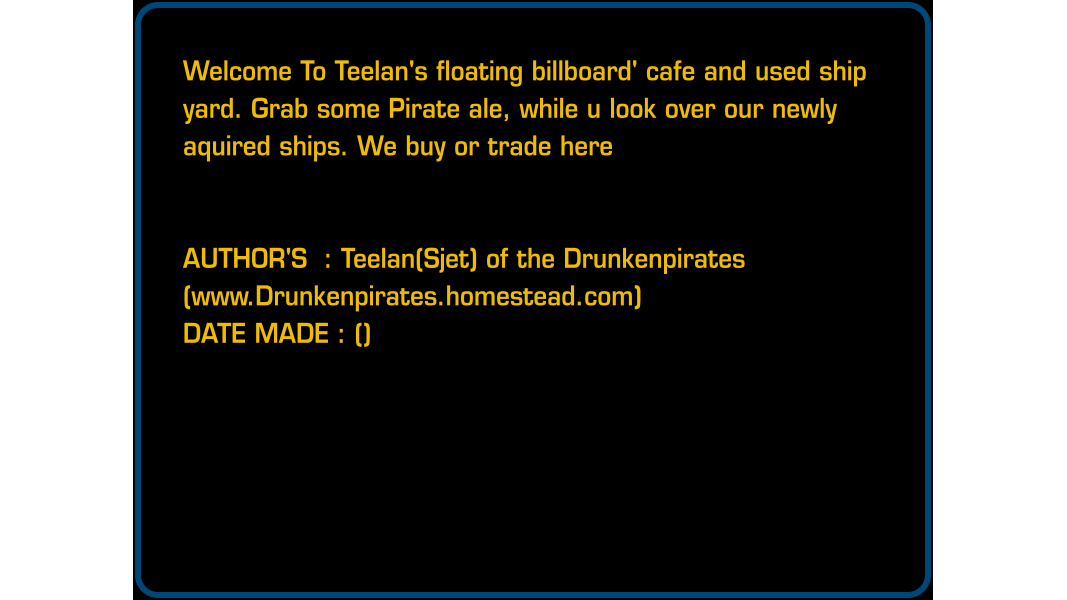 Welcome To Teelan's floating billboard' cafe and used ship
yard. Grab some Pirate ale, while u look over our newly
aquired ships. We buy or trade here
AUTHOR'S  : Teelan(Sjet) of the Drunkenpirates
(www.Drunkenpirates.homestead.com)
DATE MADE : ()